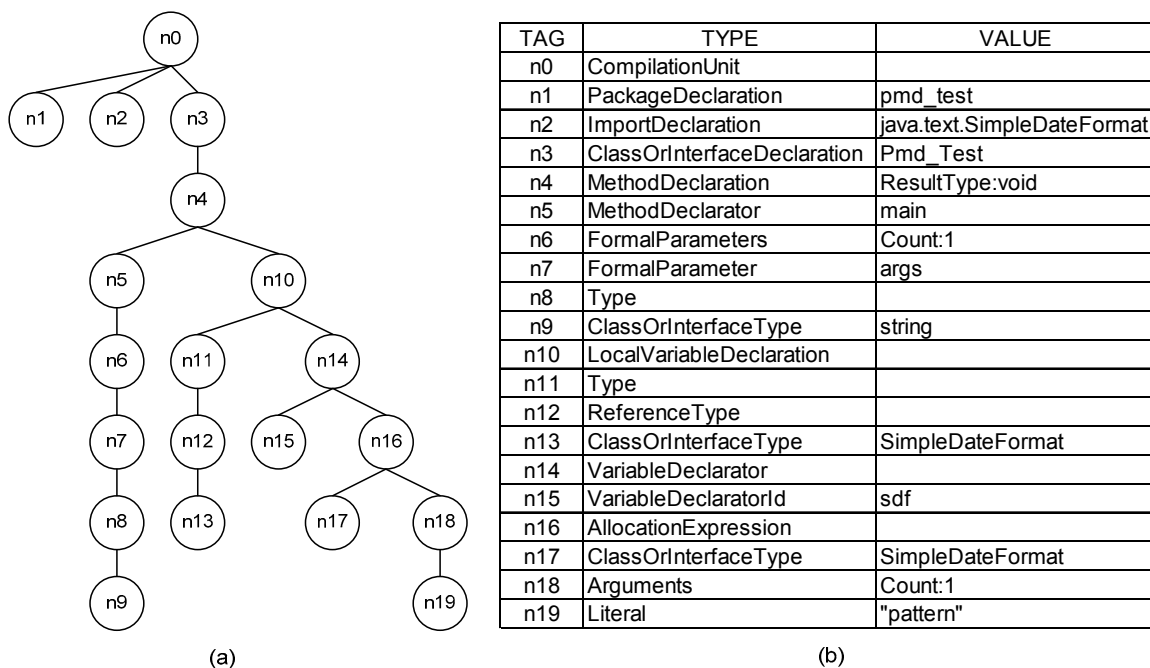 n0
n1 n2 n3
n4
n5 n10
n6 n11 n14
n7 n12 n15 n16
n8 n13 n17 n18
n9 n19
(a)
TAG TYPE VALUE
n0 CompilationUnit
n1 PackageDeclaration pmd_test
n2 ImportDeclaration java.text.SimpleDateFormat
n3 ClassOrInterfaceDeclaration Pmd_Test
n4 MethodDeclaration ResultType:void
n5 MethodDeclarator main
n6 FormalParameters Count:1
n7 FormalParameter args
n8 Type
n9 ClassOrInterfaceType string
n10 LocalVariableDeclaration
n11 Type
n12 ReferenceType
n13 ClassOrInterfaceType SimpleDateFormat
n14 VariableDeclarator
n15 VariableDeclaratorId sdf
n16 AllocationExpression
n17 ClassOrInterfaceType SimpleDateFormat
n18 Arguments Count:1
n19 Literal "pattern"
(b)